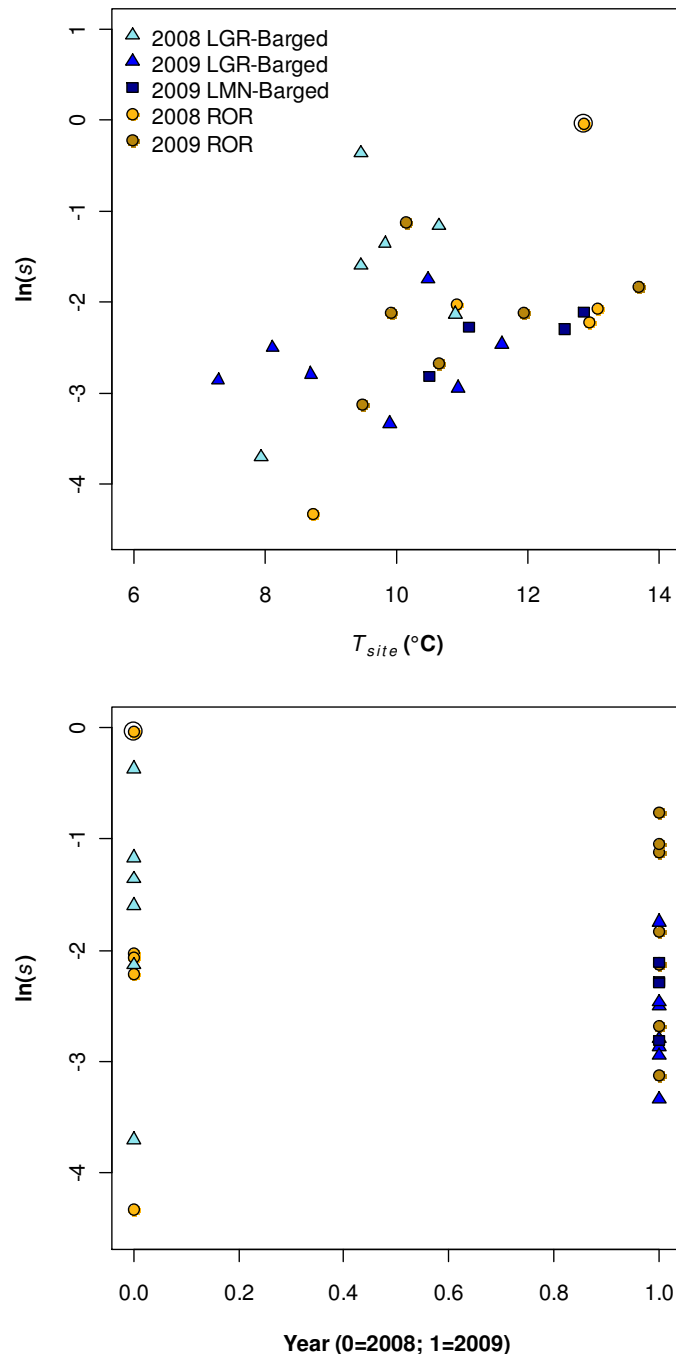 1
0
-1
-2
-3
-4
ln(s)
2008 LGR-Barged
2009 LGR-Barged
2009 LMN-Barged
2008 ROR
2009 ROR
6 8 10 12 14
Tsite (°C)
0
-1
-2
-3
-4
ln(s)
0.0 0.2 0.4 0.6 0.8 1.0
Year (0=2008; 1=2009)